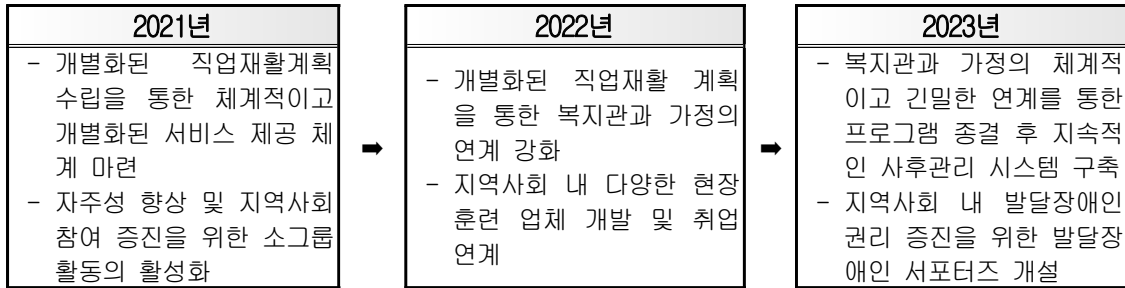 2021년
- 개별화된 직업재활계획
수립을 통한 체계적이고
개별화된 서비스 제공 체
계 마련
- 자주성 향상 및 지역사회
참여 증진을 위한 소그룹
활동의 활성화
➡
2022년
- 개별화된 직업재활 계획
을 통한 복지관과 가정의
연계 강화
- 지역사회 내 다양한 현장
훈련 업체 개발 및 취업
연계
➡
2023년
- 복지관과 가정의 체계적
이고 긴밀한 연계를 통한
프로그램 종결 후 지속적
인 사후관리 시스템 구축
- 지역사회 내 발달장애인
권리 증진을 위한 발달장
애인 서포터즈 개설